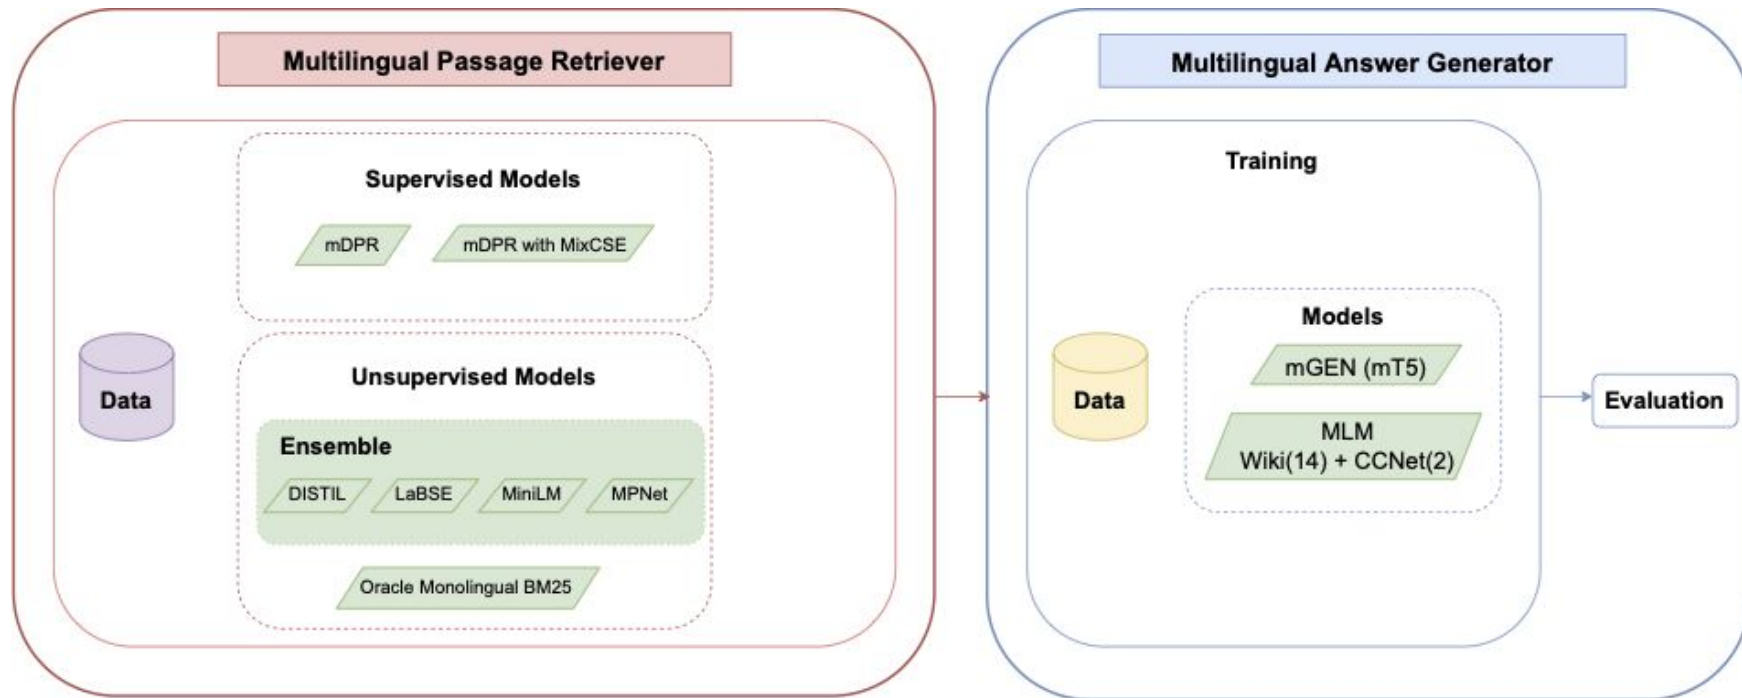 Multilingual Passage Retriever
Supervised Models
mDPR
mDPR with MixCSE
Data
Unsupervised Models
Ensemble
DISTIL
LaBSE
MiniLM
MPNet
Oracle Monolingual BM25
Multilingual Answer Generator
Training
Data
Models
mGEN (mT5)
MLM
Wiki(14) + CCNet(2)
Evaluation